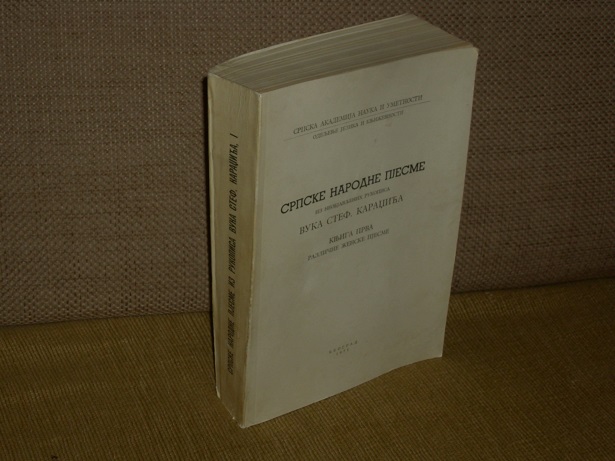 СРПСКЕ НАРОДНЕ ПЈЕСМЕ ИЗ РУКОПИСА ВУКА СТЕФ. КАРАЏИЋА, I
СРПСКА АКАДЕМИЈА НАУКА И УМЕТНОСТИ
ОДЕЉЕЊЕ ЈЕЗИКА И КЊИЖЕВНОСТИ
СРПСКЕ НАРОДНЕ ПЈЕСМЕ
ИЗ НЕОБЈАВЉЕНИХ РУКОПИСА
ВУКА СТЕФ. КАРАЏИЋА
КЊИГА ПРВА
РАЗЛИЧНЕ ЖЕНСКЕ ПЈЕСМЕ
БЕОГРАД